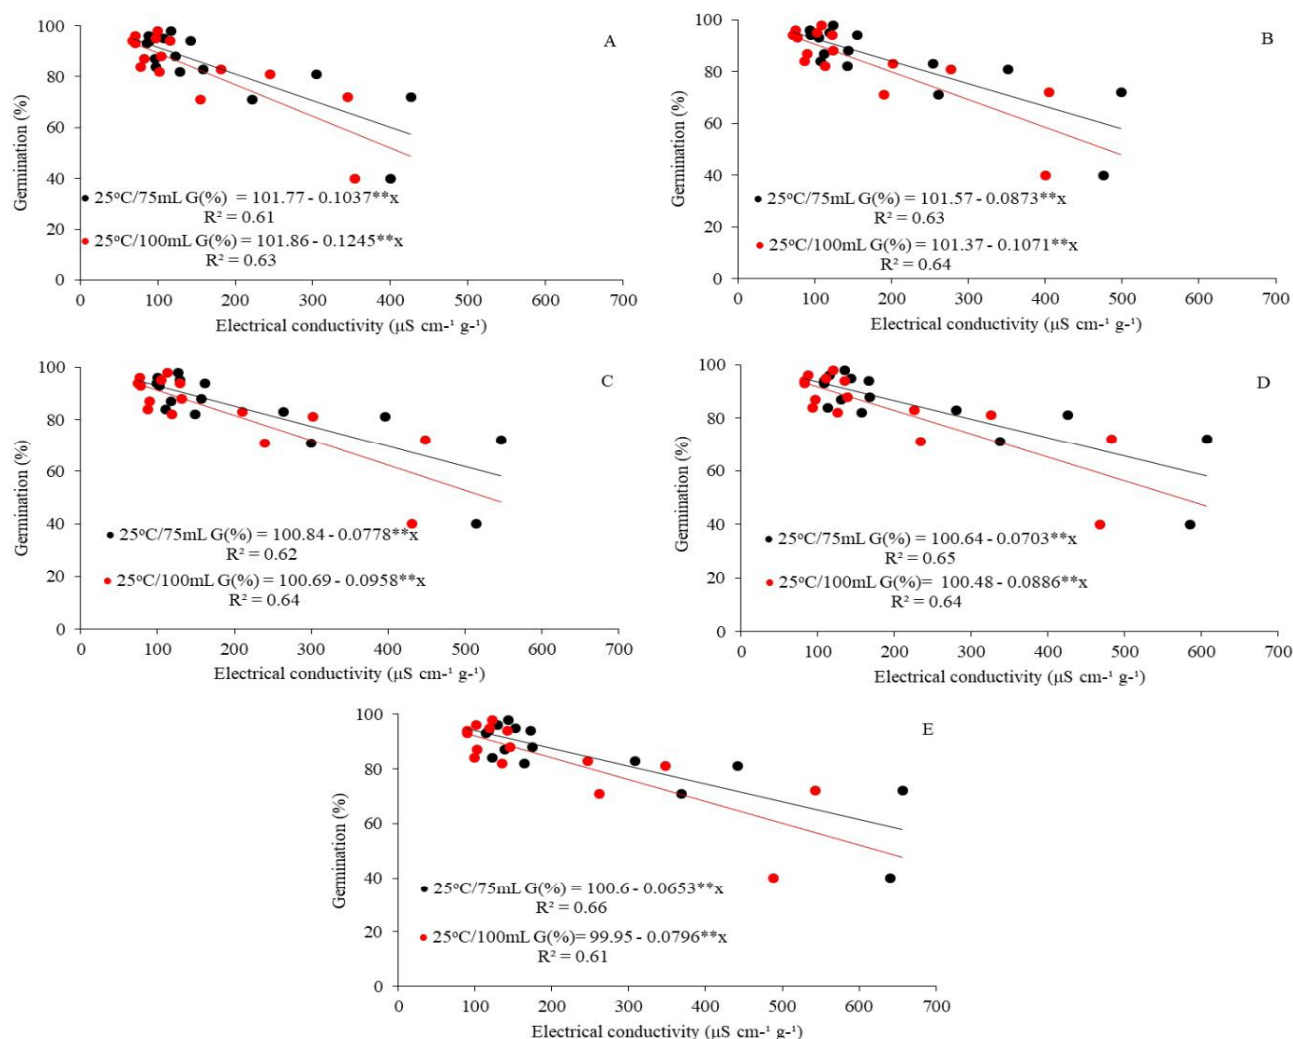 A
Germination (%)
100
80
60
40
20
0
25ºC/75mL G(%) = 101.77 - 0.1037**x
R² = 0.61
25ºC/100mL G(%) = 101.86 - 0.1245**x
R² = 0.63
0 100 200 300 400 500 600 700
Electrical conductivity (µS cm-¹ g-¹)
B
Germination (%)
100
80
60
40
20
0
25ºC/75mL G(%) = 101.57 - 0.0873**x
R² = 0.63
25ºC/100mL G(%) = 101.37 - 0.1071**x
R² = 0.64
0 100 200 300 400 500 600 700
Electrical conductivity (µS cm-¹ g-¹)
C
Germination (%)
100
80
60
40
20
0
25ºC/75mL G(%) = 100.84 - 0.0778**x
R² = 0.62
25ºC/100mL G(%) = 100.69 - 0.0958**x
R² = 0.64
0 100 200 300 400 500 600 700
Electrical conductivity (µS cm-¹ g-¹)
D
Germination (%)
100
80
60
40
20
0
25ºC/75mL G(%) = 100.64 - 0.0703**x
R² = 0.65
25ºC/100mL G(%)= 100.48 - 0.0886**x
R² = 0.64
0 100 200 300 400 500 600 700
Electrical conductivity (µS cm-¹ g-¹)
E
Germination (%)
100
80
60
40
20
0
25ºC/75mL G(%) = 100.6 - 0.0653**x
R² = 0.66
25ºC/100mL G(%)= 99.95 - 0.0796**x
R² = 0.61
0 100 200 300 400 500 600 700
Electrical conductivity (µS cm-¹ g-¹)